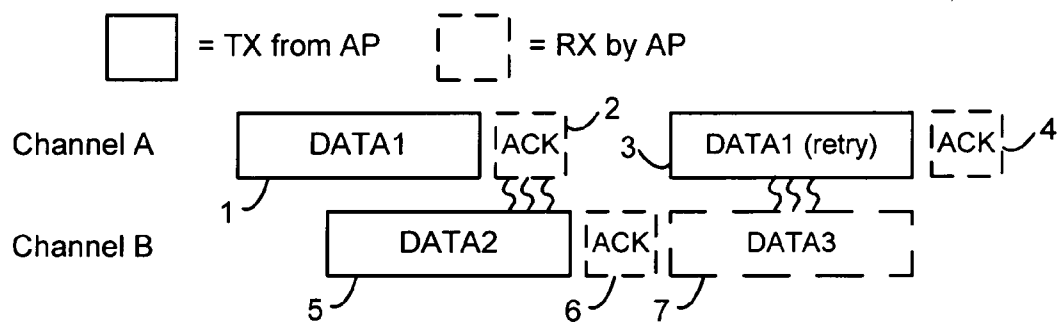 = TX from AP = RX by AP
Channel A DATA1 ACK 2 3 DATA1 (retry) ACK 4
1
Channel B DATA2 ACK DATA3
5 6 7